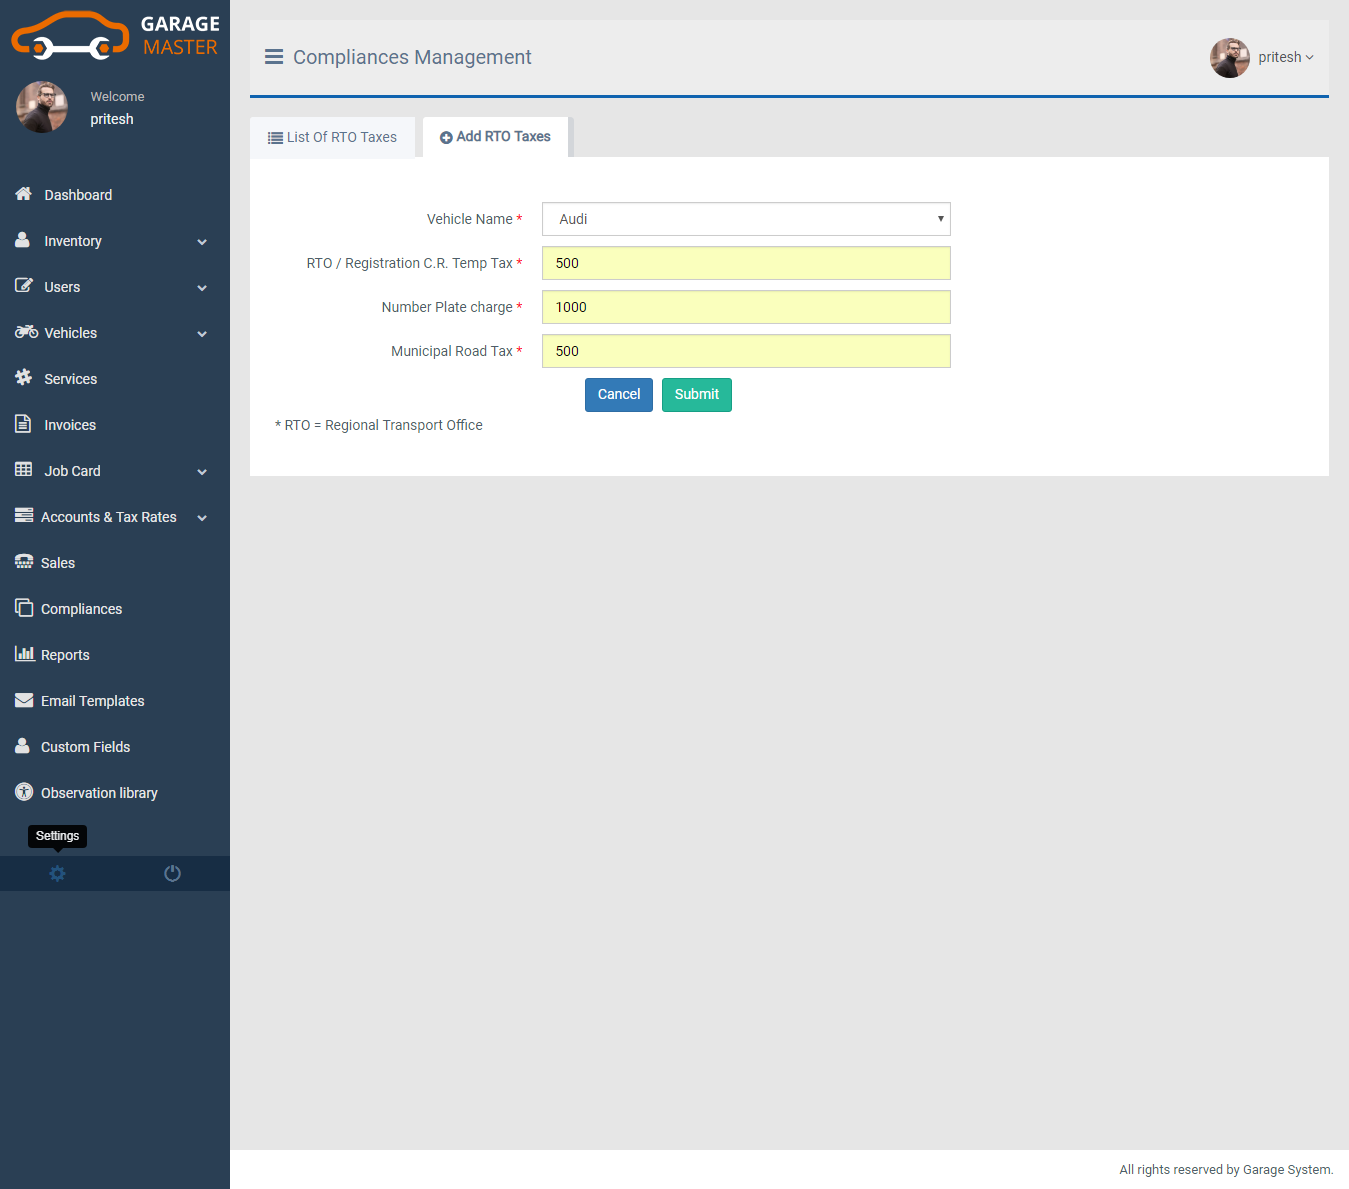 GARAGE
MASTER
Welcome
pritesh
Dashboard
Inventory
Users
Vehicles
Services
Invoices
Job Card
Accounts & Tax Rates
Sales
Compliances
Reports
Email Templates
Custom Fields
Observation library
Settings
Compliances Management
pritesh
List Of RTO Taxes
Add RTO Taxes
Vehicle Name * Audi
RTO / Registration C.R. Temp Tax * 500
Number Plate charge * 1000
Municipal Road Tax * 500
Cancel Submit
* RTO = Regional Transport Office
All rights reserved by Garage System.